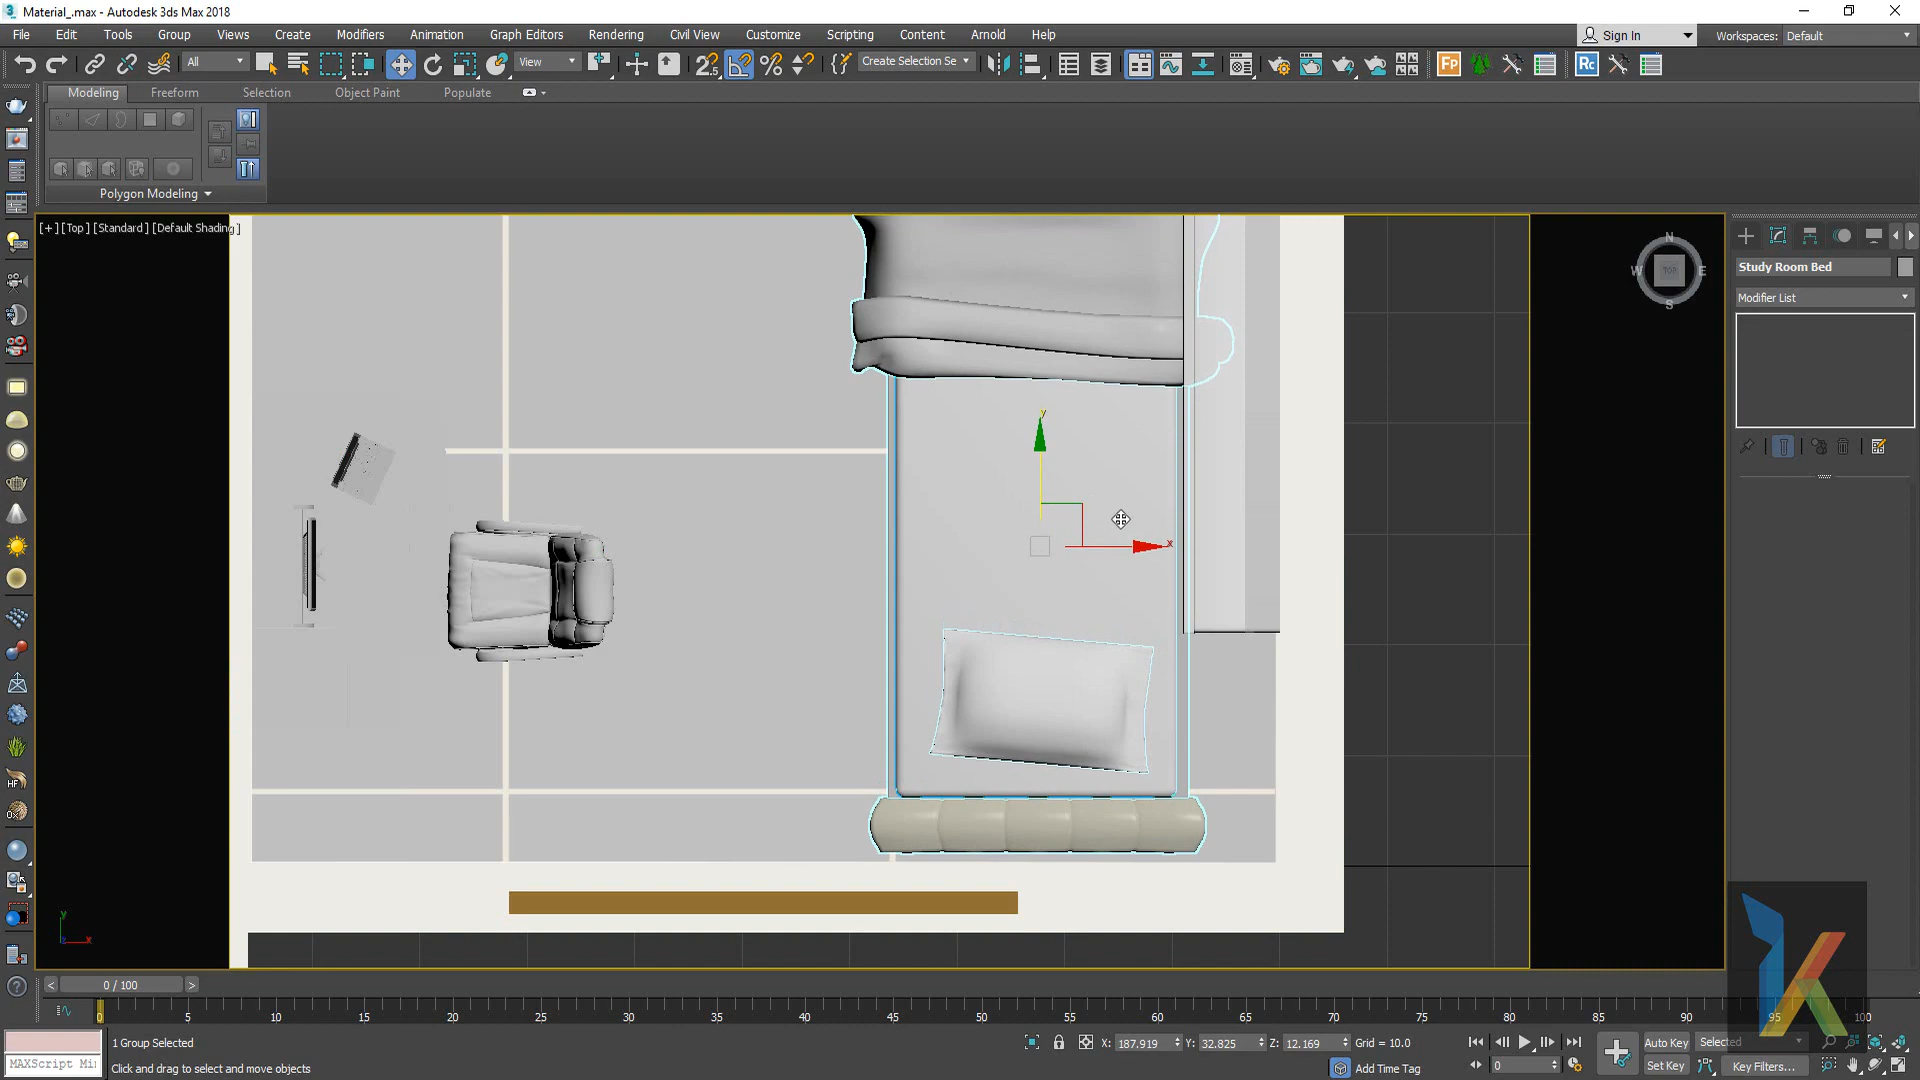 Material_.max - Autodesk 3ds Max 2018
File Edit Tools Group Views Create Modifiers Animation Graph Editors Rendering Civil View Customize Scripting Content Arnold Help
Sign In Workspaces: Default
All View Create Selection Se
Fp Rc
Modeling Freeform Selection Object Paint Populate
Polygon Modeling
[+] [Top] [Standard] [Default Shading]
N
W TOP E
S
Study Room Bed
Modifier List
y
x
y
z x
0 / 100
0 5 10 15 20 25 30 35 40 45 50 55 60 65 70 75 80 85 90 95 100
1 Group Selected
X: 187.919 Y: 32.825 Z: 12.169 Grid = 10.0
Auto Key Selected
MAXScript Mi
Click and drag to select and move objects
Add Time Tag
0
Set Key Key Filters...